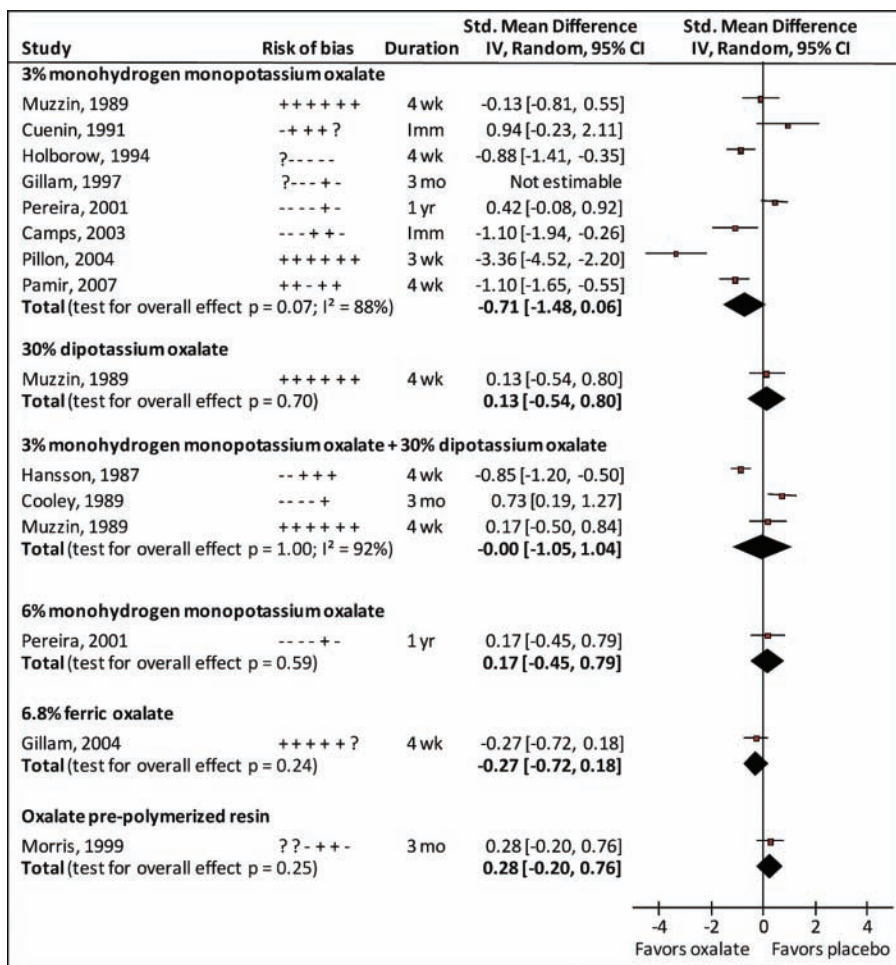 Std. Mean Difference Std. Mean Difference
Study Risk of bias Duration IV, Random, 95% CI IV, Random, 95% CI
3% monohydrogen monopotassium oxalate
Muzzin, 1989 ++++++ 4 wk -0.13 [-0.81, 0.55]
Cuenin, 1991 -+++? Imm 0.94 [-0.23, 2.11]
Holborow, 1994 ?----- 4 wk -0.88 [-1.41, -0.35]
Gillam, 1997 ?---+- 3 mo Not estimable
Pereira, 2001 ----+- 1 yr 0.42 [-0.08, 0.92]
Camps, 2003 ---++- Imm -1.10 [-1.94, -0.26]
Pillon, 2004 ++++++ 3 wk -3.36 [-4.52, -2.20]
Pamir, 2007 ++-++ 4 wk -1.10 [-1.65, -0.55]
Total (test for overall effect p = 0.07; I² = 88%) -0.71 [-1.48, 0.06]
30% dipotassium oxalate
Muzzin, 1989 ++++++ 4 wk 0.13 [-0.54, 0.80]
Total (test for overall effect p = 0.70) 0.13 [-0.54, 0.80]
3% monohydrogen monopotassium oxalate + 30% dipotassium oxalate
Hansson, 1987 --+++ 4 wk -0.85 [-1.20, -0.50]
Cooley, 1989 ----+ 3 mo 0.73 [0.19, 1.27]
Muzzin, 1989 ++++++ 4 wk 0.17 [-0.50, 0.84]
Total (test for overall effect p = 1.00; I² = 92%) -0.00 [-1.05, 1.04]
6% monohydrogen monopotassium oxalate
Pereira, 2001 ----+- 1 yr 0.17 [-0.45, 0.79]
Total (test for overall effect p = 0.59) 0.17 [-0.45, 0.79]
6.8% ferric oxalate
Gillam, 2004 +++++? 4 wk -0.27 [-0.72, 0.18]
Total (test for overall effect p = 0.24) -0.27 [-0.72, 0.18]
Oxalate pre-polymerized resin
Morris, 1999 ??-++- 3 mo 0.28 [-0.20, 0.76]
Total (test for overall effect p = 0.25) 0.28 [-0.20, 0.76]
-4 -2 0 2 4
Favors oxalate Favors placebo